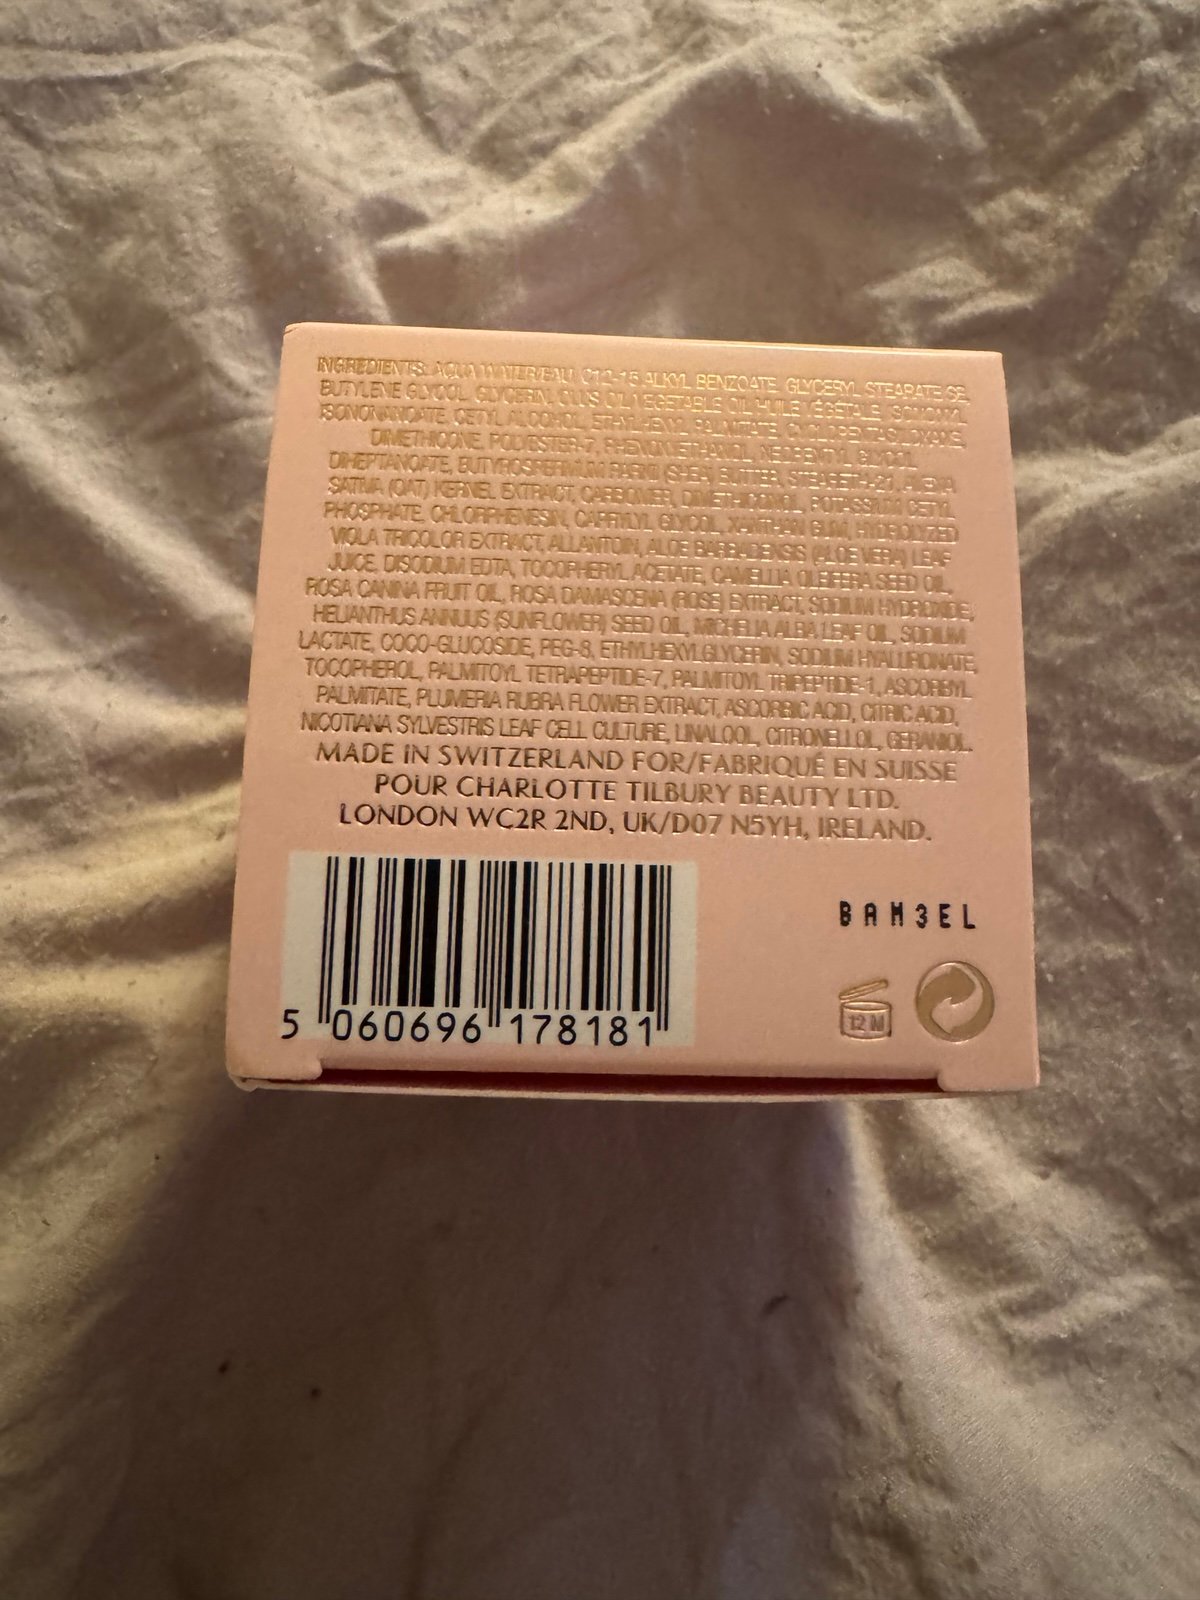 INGREDIENTS: AQUA/WATER/EAU, C12-15 ALKYL BENZOATE, GLYCERYL STEARATE SE,
BUTYLENE GLYCOL, GLYCERIN, OLUS OIL/VEGETABLE OIL/HUILE VÉGÉTALE, ISONONYL
ISONONANOATE, CETYL ALCOHOL, ETHYLHEXYL PALMITATE, CYCLOPENTASILOXANE,
DIMETHICONE, POLYESTER-7, PHENOXYETHANOL, NEOPENTYL GLYCOL
DIHEPTANOATE, BUTYROSPERMUM PARKII (SHEA) BUTTER, STEARETH-21, AVENA
SATIVA (OAT) KERNEL EXTRACT, CARBOMER, DIMETHICONOL, POTASSIUM CETYL
PHOSPHATE, CHLORPHENESIN, CAPRYLYL GLYCOL, XANTHAN GUM, HYDROLYZED
VIOLA TRICOLOR EXTRACT, ALLANTOIN, ALOE BARBADENSIS (ALOE VERA) LEAF
JUICE, DISODIUM EDTA, TOCOPHERYL ACETATE, CAMELLIA OLEIFERA SEED OIL,
ROSA CANINA FRUIT OIL, ROSA DAMASCENA (ROSE) EXTRACT, SODIUM HYDROXIDE,
HELIANTHUS ANNUUS (SUNFLOWER) SEED OIL, MICHELIA ALBA LEAF OIL, SODIUM
LACTATE, COCO-GLUCOSIDE, PEG-8, ETHYLHEXYLGLYCERIN, SODIUM HYALURONATE,
TOCOPHEROL, PALMITOYL TETRAPEPTIDE-7, PALMITOYL TRIPEPTIDE-1, ASCORBYL
PALMITATE, PLUMERIA RUBRA FLOWER EXTRACT, ASCORBIC ACID, CITRIC ACID,
NICOTIANA SYLVESTRIS LEAF CELL CULTURE, LINALOOL, CITRONELLOL, GERANIOL.
MADE IN SWITZERLAND FOR/FABRIQUÉ EN SUISSE
POUR CHARLOTTE TILBURY BEAUTY LTD.
LONDON WC2R 2ND, UK/D07 N5YH, IRELAND.
BAM3EL
12 M
5 060696 178181